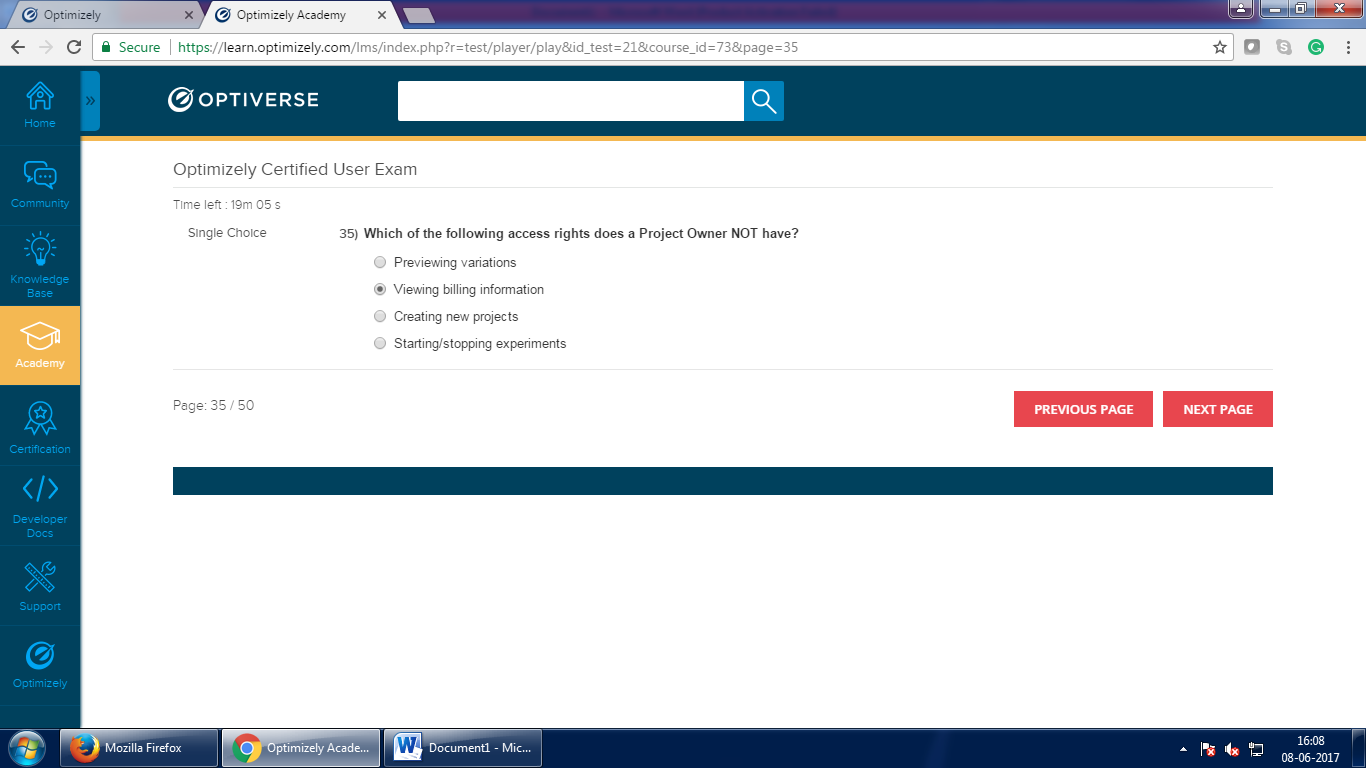 Optimizely
Optimizely Academy
Secure https://learn.optimizely.com/lms/index.php?r=test/player/play&id_test=21&course_id=73&page=35
Home
Community
Knowledge
Base
Academy
Certification
Developer
Docs
Support
Optimizely
OPTIVERSE
Optimizely Certified User Exam
Time left : 19m 05 s
Single Choice
35) Which of the following access rights does a Project Owner NOT have?
Previewing variations
Viewing billing information
Creating new projects
Starting/stopping experiments
Page: 35 / 50
PREVIOUS PAGE
NEXT PAGE
Mozilla Firefox
Optimizely Acade...
Document1 - Mic...
16:08
08-06-2017